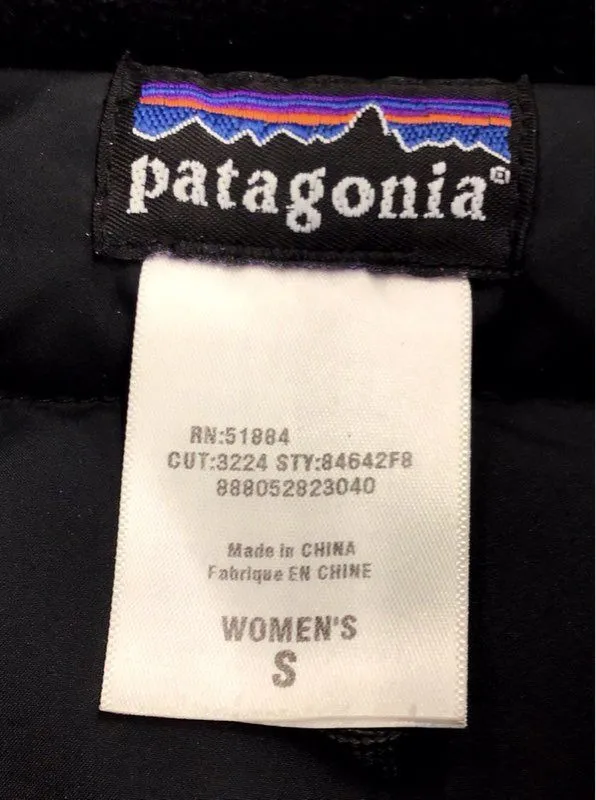 patagonia®
RN:51884
CUT:3224 STY:84642F8
888052823040
Made in CHINA
Fabrique EN CHINE
WOMEN'S
S